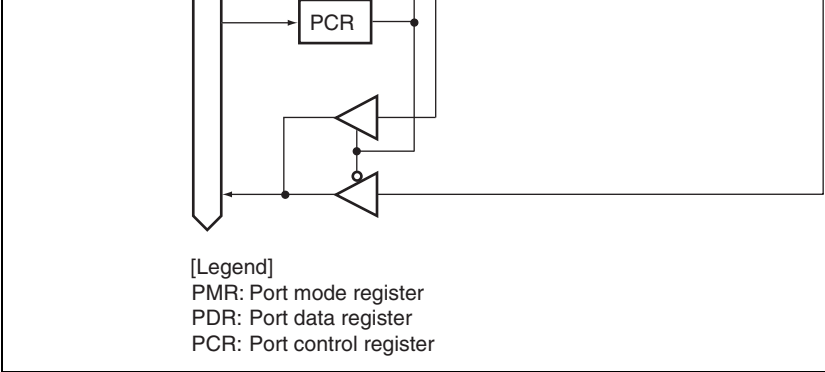 PCR
[Legend]
PMR: Port mode register
PDR: Port data register
PCR: Port control register